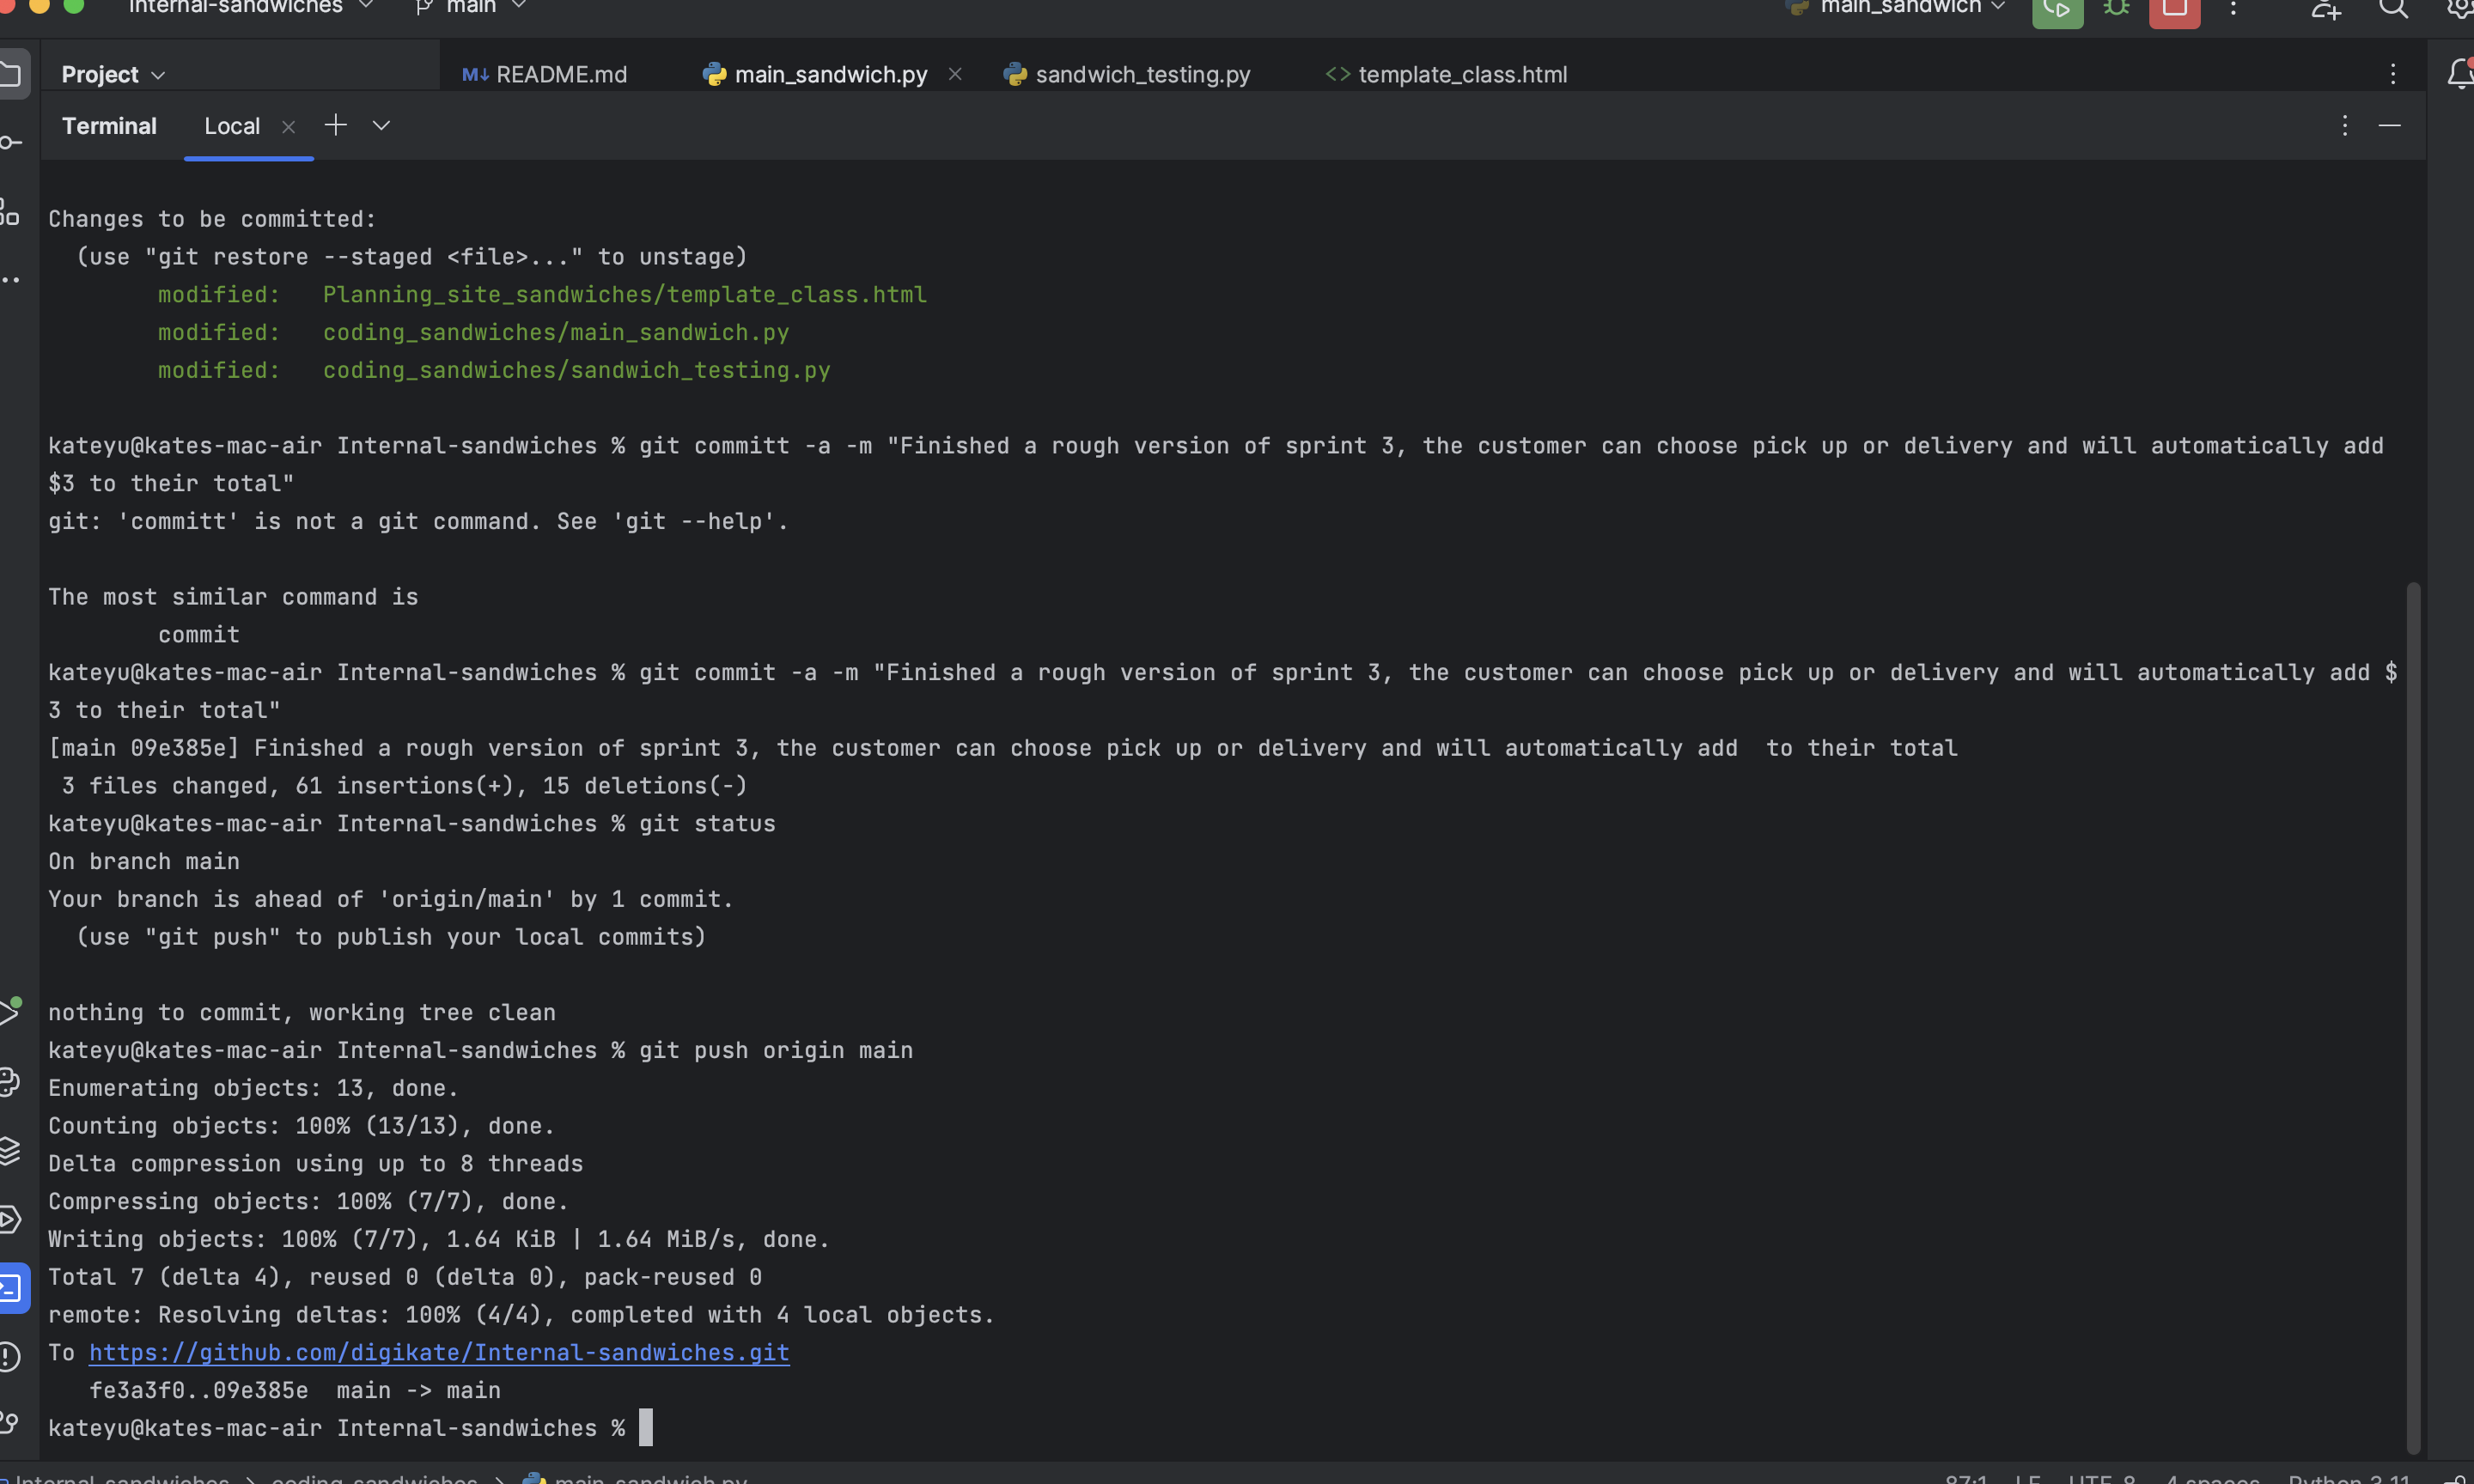 Internal-sandwiches main main_sandwich
Project README.md main_sandwich.py sandwich_testing.py template_class.html
Terminal Local
Changes to be committed:
(use "git restore --staged <file>..." to unstage)
modified: Planning_site_sandwiches/template_class.html
modified: coding_sandwiches/main_sandwich.py
modified: coding_sandwiches/sandwich_testing.py
kateyu@kates-mac-air Internal-sandwiches % git committ -a -m "Finished a rough version of sprint 3, the customer can choose pick up or delivery and will automatically add
$3 to their total"
git: 'committ' is not a git command. See 'git --help'.
The most similar command is
commit
kateyu@kates-mac-air Internal-sandwiches % git commit -a -m "Finished a rough version of sprint 3, the customer can choose pick up or delivery and will automatically add $
3 to their total"
[main 09e385e] Finished a rough version of sprint 3, the customer can choose pick up or delivery and will automatically add  to their total
3 files changed, 61 insertions(+), 15 deletions(-)
kateyu@kates-mac-air Internal-sandwiches % git status
On branch main
Your branch is ahead of 'origin/main' by 1 commit.
(use "git push" to publish your local commits)
nothing to commit, working tree clean
kateyu@kates-mac-air Internal-sandwiches % git push origin main
Enumerating objects: 13, done.
Counting objects: 100% (13/13), done.
Delta compression using up to 8 threads
Compressing objects: 100% (7/7), done.
Writing objects: 100% (7/7), 1.64 KiB | 1.64 MiB/s, done.
Total 7 (delta 4), reused 0 (delta 0), pack-reused 0
remote: Resolving deltas: 100% (4/4), completed with 4 local objects.
To https://github.com/digikate/Internal-sandwiches.git
fe3a3f0..09e385e  main -> main
kateyu@kates-mac-air Internal-sandwiches %
Internal-sandwiches > coding_sandwiches > main_sandwich.py 87:1 LF UTF-8 4 spaces Python 3.11